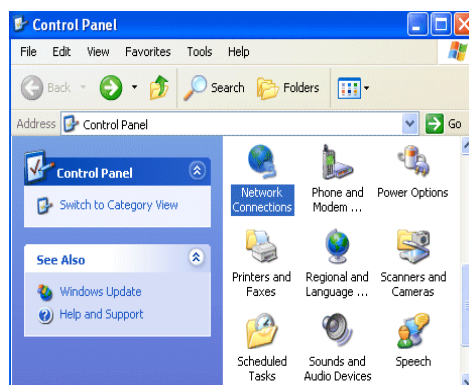 Control Panel
File Edit View Favorites Tools Help
Back Search Folders
Address Control Panel Go
Control Panel
Switch to Category View
See Also
Windows Update
Help and Support
Network Phone and Power Options
Connections Modem ...
Printers and Regional and Scanners and
Faxes Language ... Cameras
Scheduled Sounds and Speech
Tasks Audio Devices